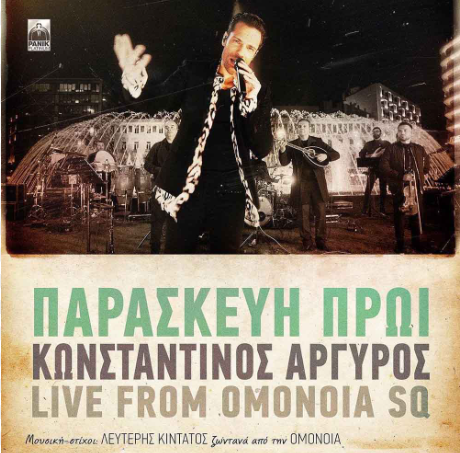 PANIK
ΠΑΡΑΣΚΕΥΗ ΠΡΩΙ
ΚΩΝΣΤΑΝΤΙΝΟΣ ΑΡΓΥΡΟΣ
LIVE FROM OMONOIA SQ
Μουσική-στίχοι: ΛΕΥΤΕΡΗΣ ΚΙΝΤΑΤΟΣ ζωντανά από την ΟΜΟΝΟΙΑ